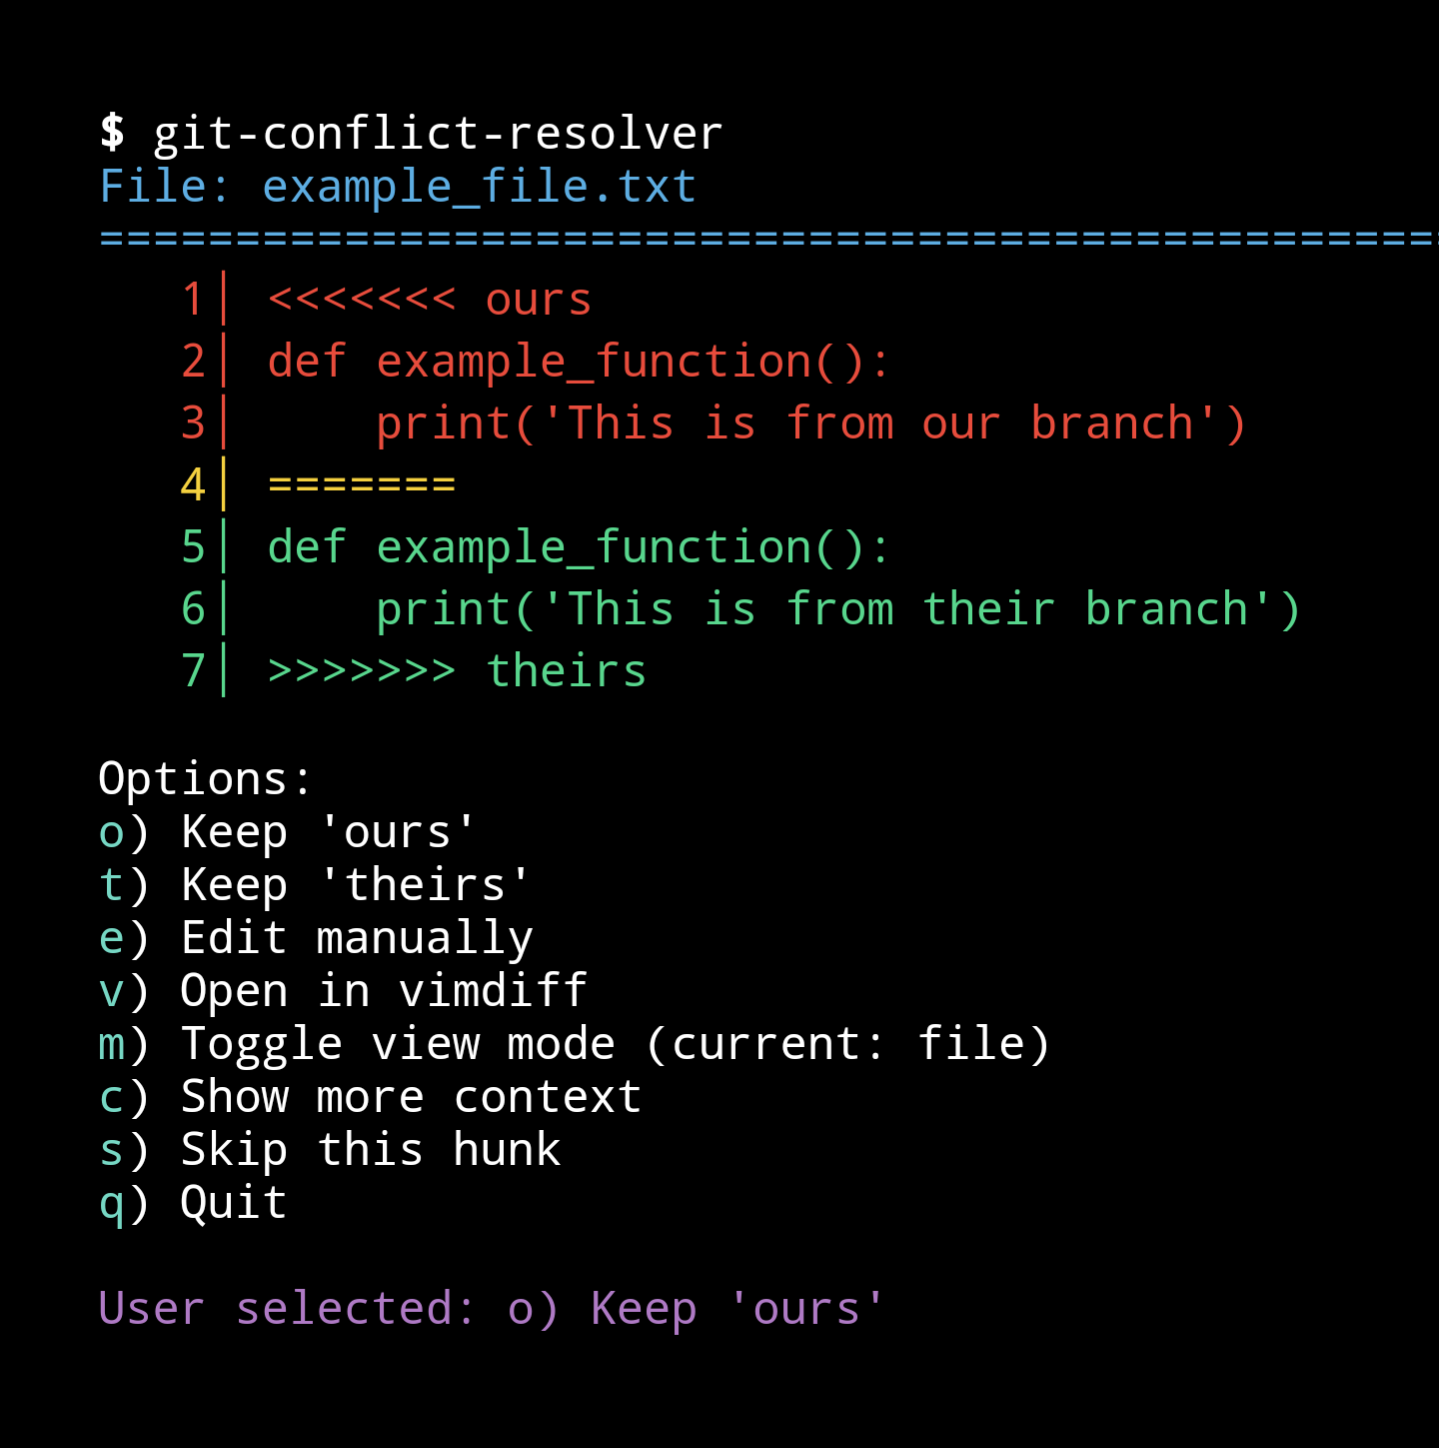 $ git-conflict-resolver
File: example_file.txt
=================================================
1| <<<<<<< ours
2| def example_function():
3|     print('This is from our branch')
4| =======
5| def example_function():
6|     print('This is from their branch')
7| >>>>>>> theirs
Options:
o) Keep 'ours'
t) Keep 'theirs'
e) Edit manually
v) Open in vimdiff
m) Toggle view mode (current: file)
c) Show more context
s) Skip this hunk
q) Quit
User selected: o) Keep 'ours'